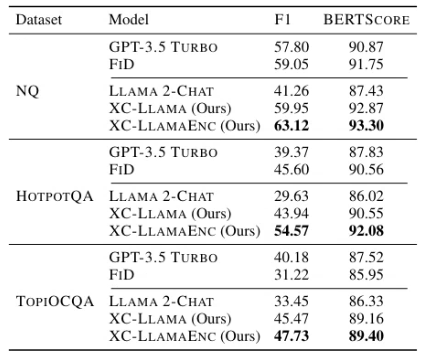 Dataset Model F1 BERTSCORE
GPT-3.5 TURBO 57.80 90.87
FID 59.05 91.75
NQ LLAMA 2-CHAT 41.26 87.43
XC-LLAMA (Ours) 59.95 92.87
XC-LLAMAENC (Ours) 63.12 93.30
GPT-3.5 TURBO 39.37 87.83
FID 45.60 90.56
HOTPOTQA LLAMA 2-CHAT 29.63 86.02
XC-LLAMA (Ours) 43.94 90.55
XC-LLAMAENC (Ours) 54.57 92.08
GPT-3.5 TURBO 40.18 87.52
FID 31.22 85.95
TOPIOCQA LLAMA 2-CHAT 33.45 86.33
XC-LLAMA (Ours) 45.47 89.16
XC-LLAMAENC (Ours) 47.73 89.40